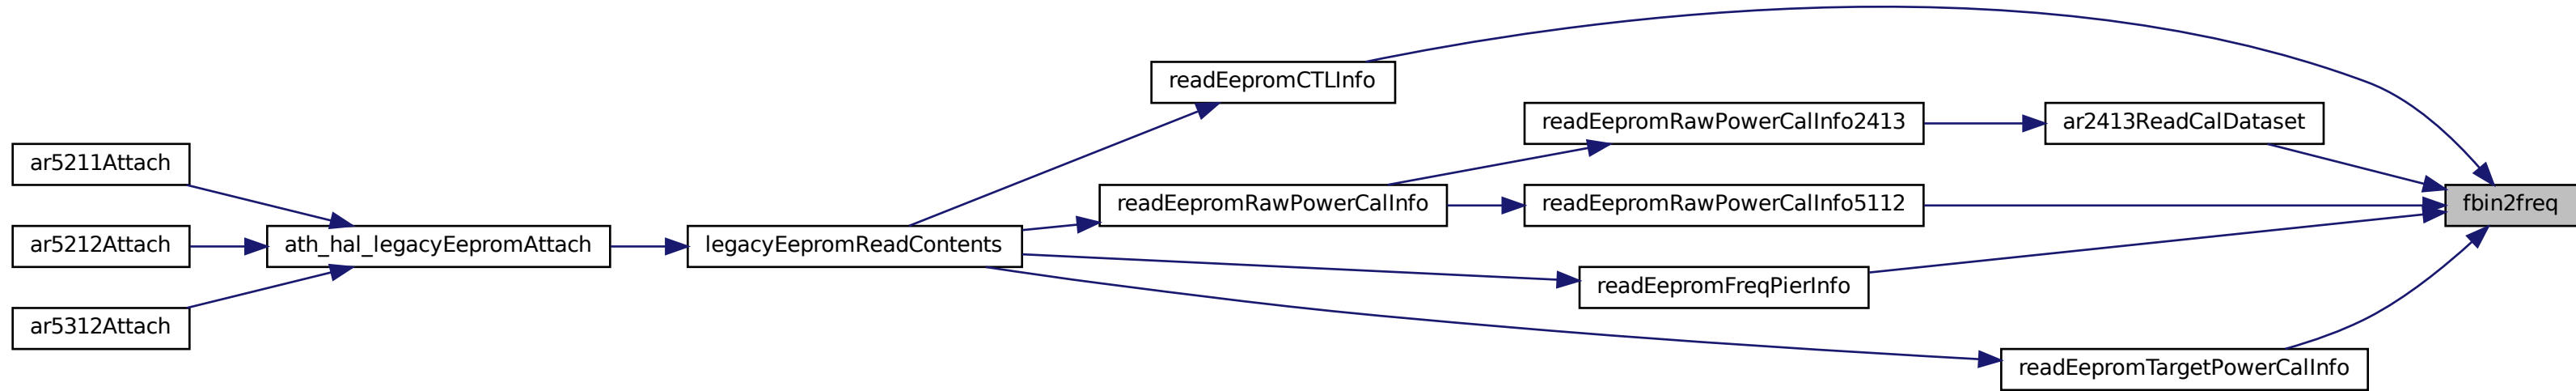 readEepromCTLInfo
readEepromRawPowerCalInfo2413
ar2413ReadCalDataset
ar5211Attach
readEepromRawPowerCalInfo
readEepromRawPowerCalInfo5112
fbin2freq
ar5212Attach
ath_hal_legacyEepromAttach
legacyEepromReadContents
readEepromFreqPierInfo
ar5312Attach
readEepromTargetPowerCalInfo